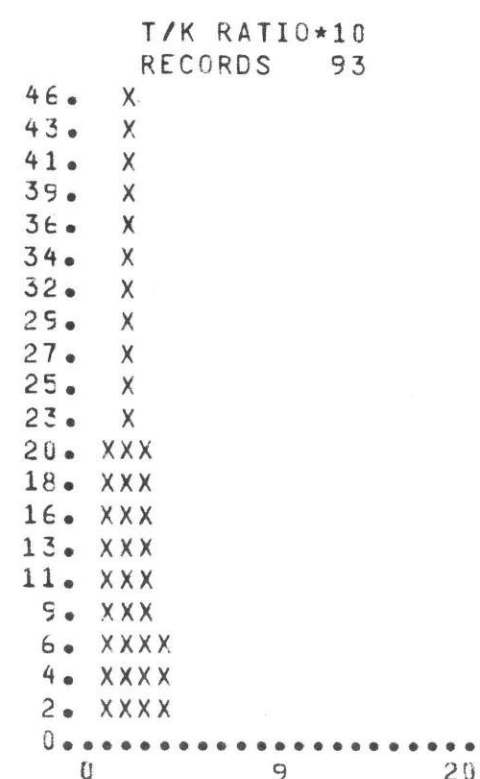 T/K RATIO*10
RECORDS 93
46. X
43. X
41. X
39. X
36. X
34. X
32. X
29. X
27. X
25. X
23. X
20. XXX
18. XXX
16. XXX
13. XXX
11. XXX
9. XXX
6. XXXX
4. XXXX
2. XXXX
0......................
0 9 20